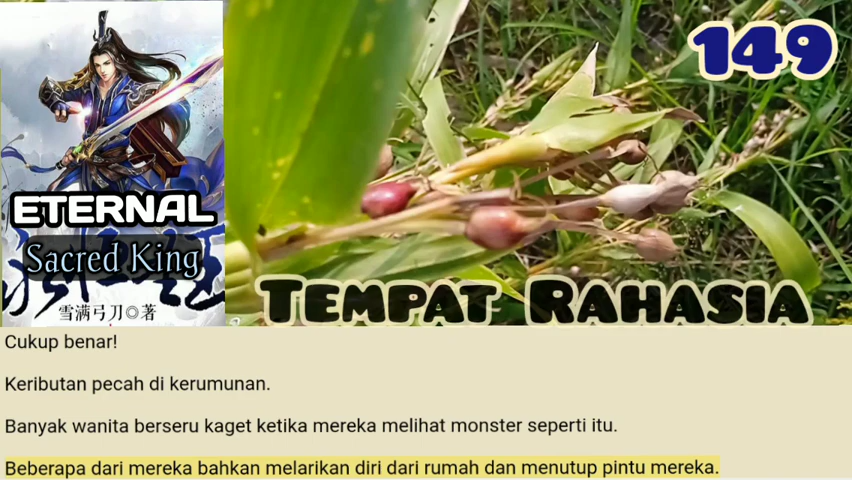 149
ETERNAL
Sacred King
雪满弓刀◎著
TEMPAT RAHASIA
Cukup benar!
Keributan pecah di kerumunan.
Banyak wanita berseru kaget ketika mereka melihat monster seperti itu.
Beberapa dari mereka bahkan melarikan diri dari rumah dan menutup pintu mereka.